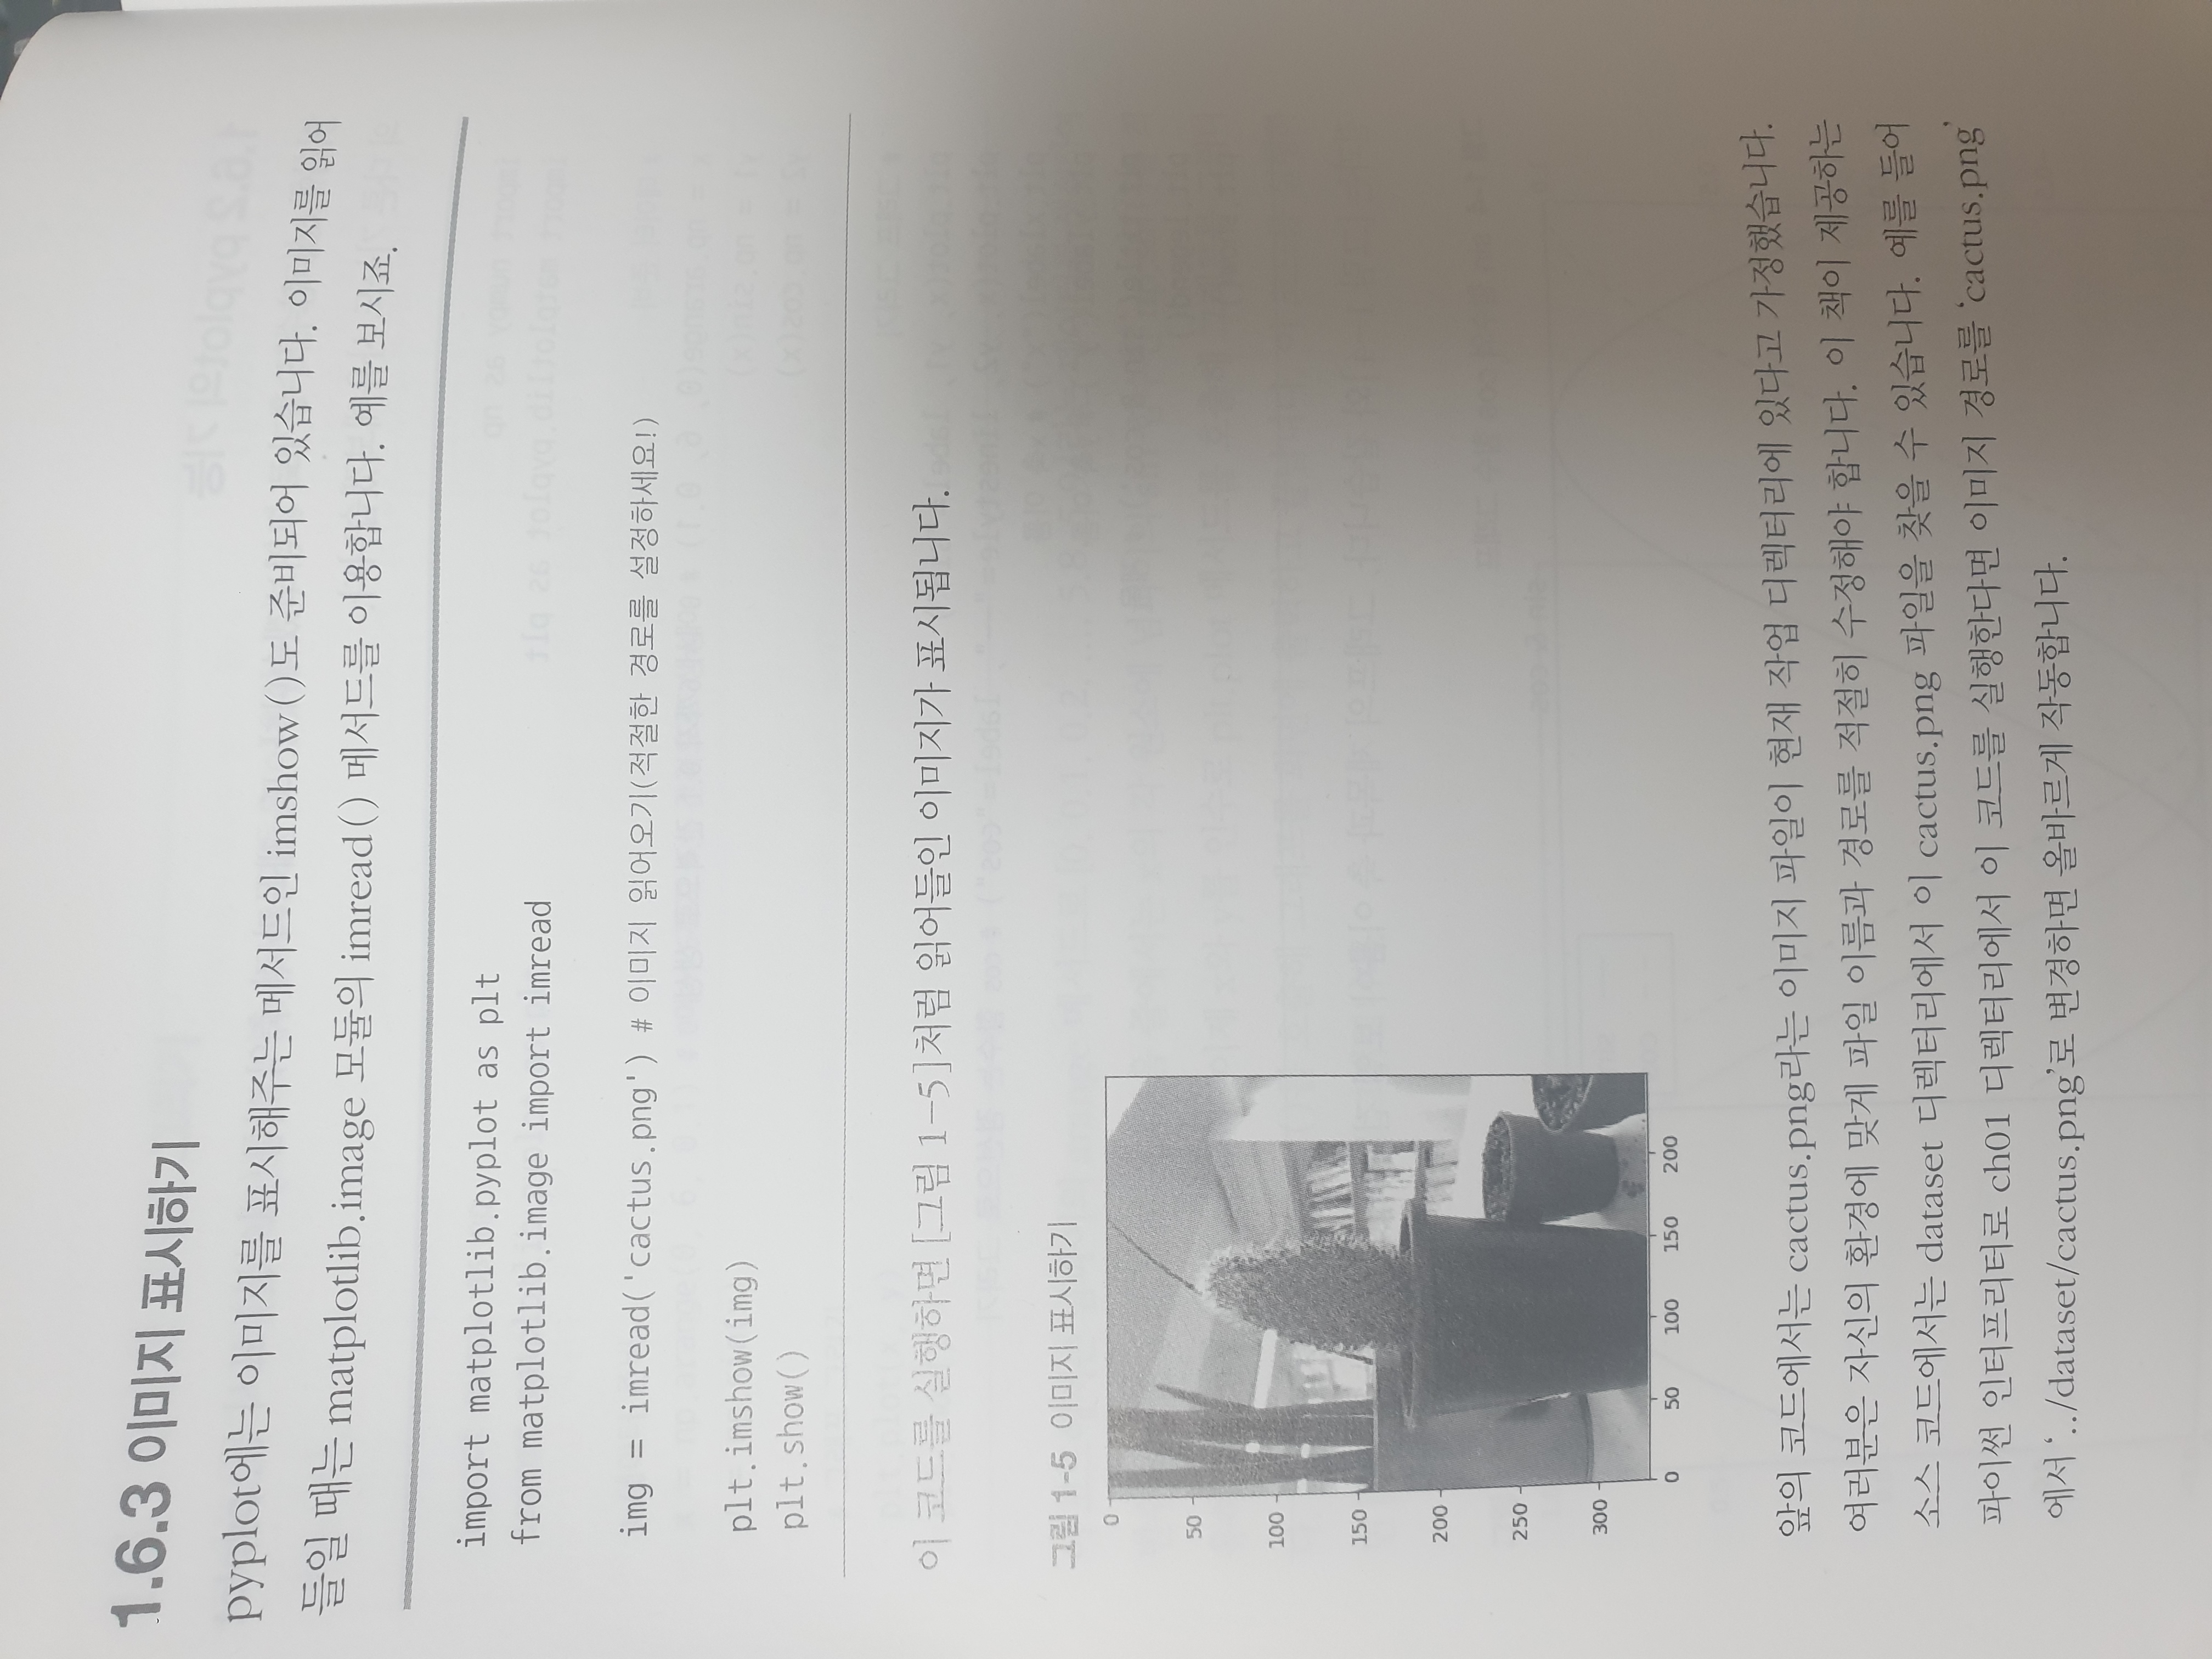 1.6.3 이미지 표시하기
pyplot에는 이미지를 표시해주는 메서드인 imshow()도 준비되어 있습니다. 이미지를 읽어
들일 때는 matplotlib.image 모듈의 imread() 메서드를 이용합니다. 예를 보시죠.
import matplotlib.pyplot as plt
from matplotlib.image import imread
img = imread('cactus.png') # 이미지 읽어오기(적절한 경로를 설정하세요!)
plt.imshow(img)
plt.show()
이 코드를 실행하면 [그림 1-5]처럼 읽어들인 이미지가 표시됩니다.
그림 1-5 이미지 표시하기
0
50
100
150
200
250
300
0 50 100 150 200
앞의 코드에서는 cactus.png라는 이미지 파일이 현재 작업 디렉터리에 있다고 가정했습니다.
여러분은 자신의 환경에 맞게 파일 이름과 경로를 적절히 수정해야 합니다. 이 책이 제공하는
소스 코드에서는 dataset 디렉터리에서 이 cactus.png 파일을 찾을 수 있습니다. 예를 들어
파이썬 인터프리터로 ch01 디렉터리에서 이 코드를 실행한다면 이미지 경로를 ‘cactus.png’
에서 ‘../dataset/cactus.png’로 변경하면 올바르게 작동합니다.